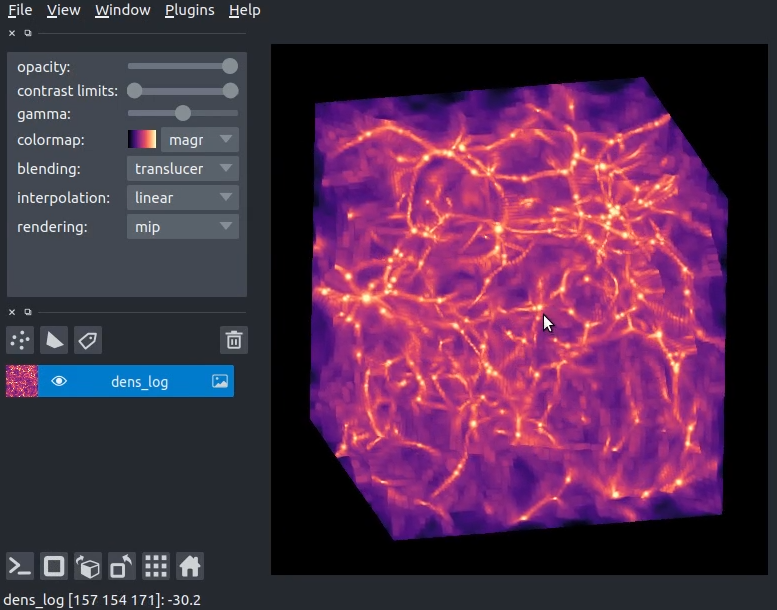 File View Window Plugins Help
opacity:
contrast limits:
gamma:
colormap: magr
blending: translucer
interpolation: linear
rendering: mip
dens_log
dens_log [157 154 171]: -30.2